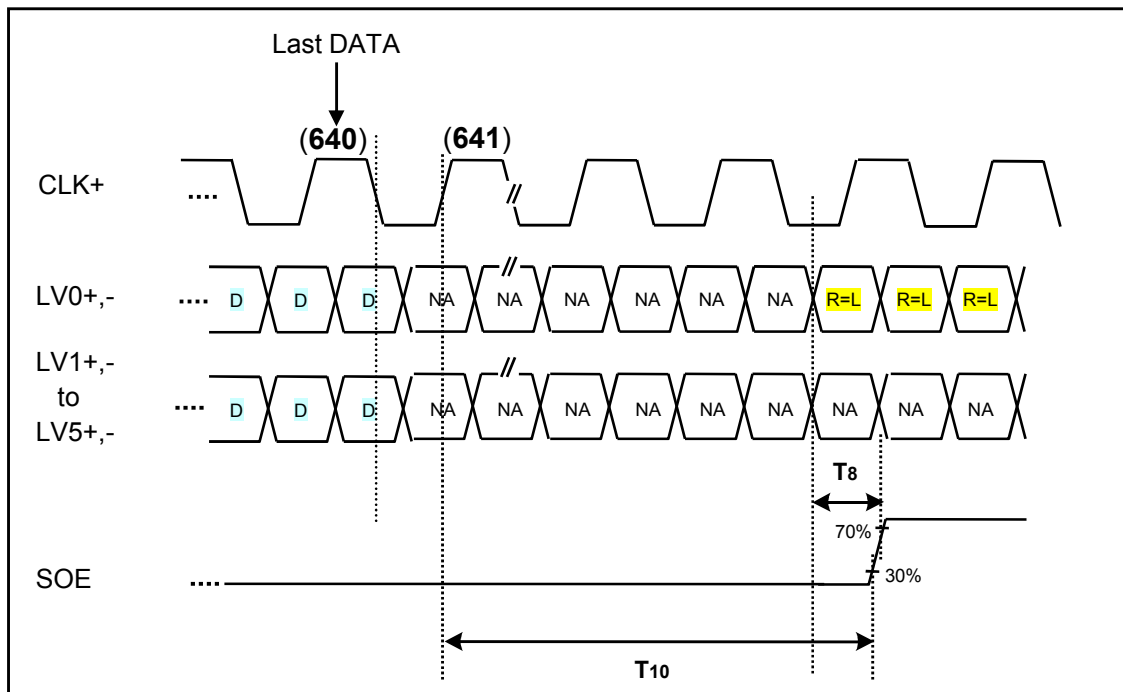 Last DATA
(640) (641)
CLK+ ....
LV0+,- .... D D D NA NA NA NA NA NA R=L R=L R=L
LV1+,-
to
LV5+,-
.... D D D NA NA NA NA NA NA NA NA NA
T8
70%
30%
SOE ....
T10